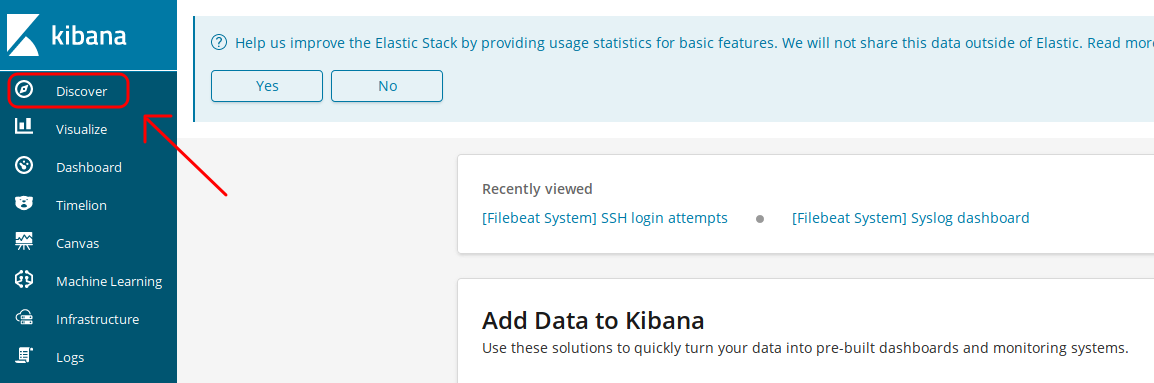 kibana
Discover
Visualize
Dashboard
Timelion
Canvas
Machine Learning
Infrastructure
Logs
Help us improve the Elastic Stack by providing usage statistics for basic features. We will not share this data outside of Elastic. Read more
Yes No
Recently viewed
[Filebeat System] SSH login attempts [Filebeat System] Syslog dashboard
Add Data to Kibana
Use these solutions to quickly turn your data into pre-built dashboards and monitoring systems.